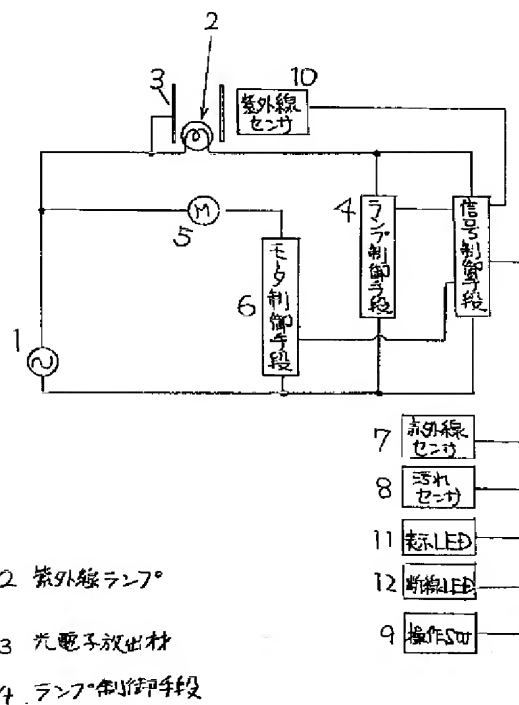 2
3
10
紫外線
センサ
M
5
4
ランプ制御手段
信号制御手段
6
モータ制御手段
1
7 赤外線
センサ
8 汚れ
センサ
11 表示LED
12 断線LED
9 操作SW
2 紫外線ランプ
3 光電子放出材
4 ランプ制御手段